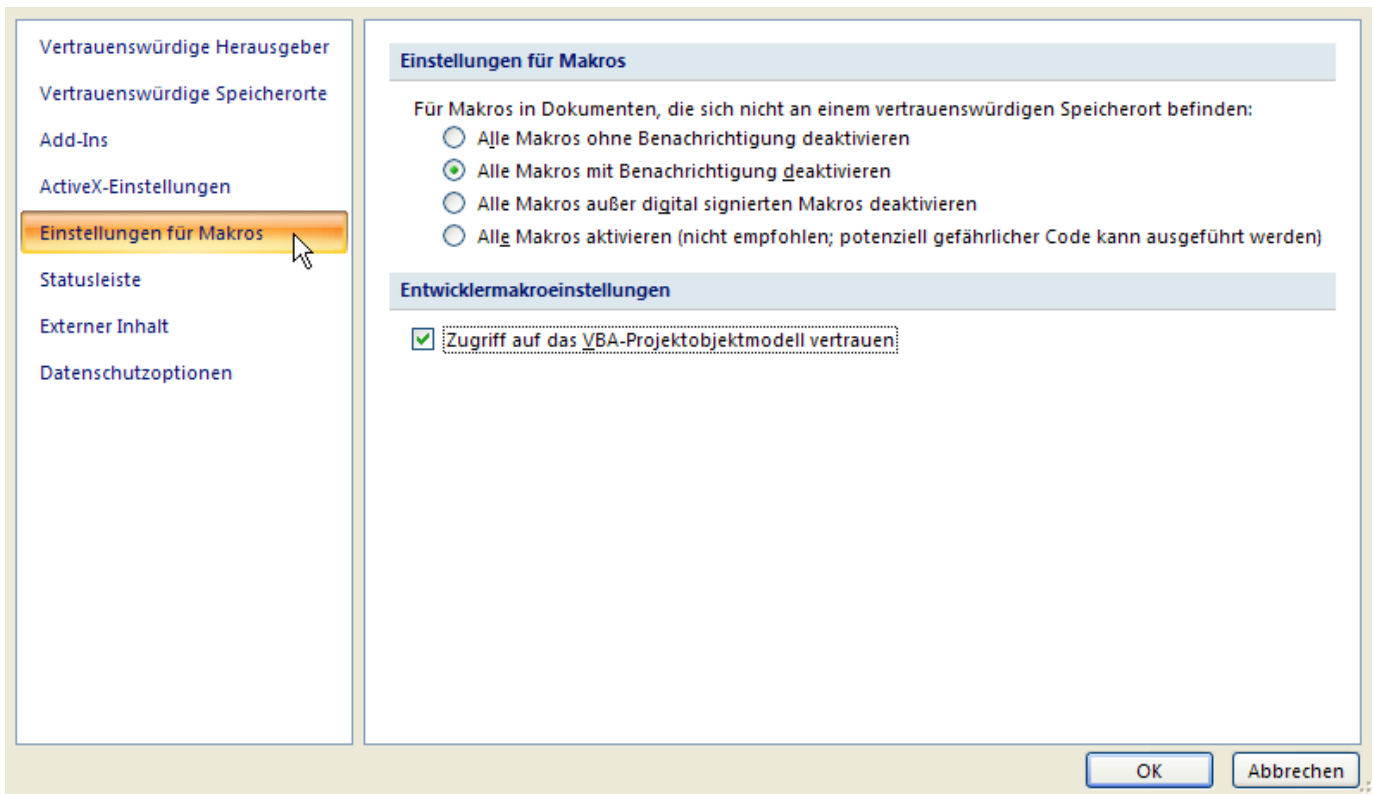 Vertrauenswürdige Herausgeber
Vertrauenswürdige Speicherorte
Add-Ins
ActiveX-Einstellungen
Einstellungen für Makros
Statusleiste
Externer Inhalt
Datenschutzoptionen
Einstellungen für Makros
Für Makros in Dokumenten, die sich nicht an einem vertrauenswürdigen Speicherort befinden:
Alle Makros ohne Benachrichtigung deaktivieren
Alle Makros mit Benachrichtigung deaktivieren
Alle Makros außer digital signierten Makros deaktivieren
Alle Makros aktivieren (nicht empfohlen; potenziell gefährlicher Code kann ausgeführt werden)
Entwicklermakroeinstellungen
Zugriff auf das VBA-Projektobjektmodell vertrauen
OK
Abbrechen